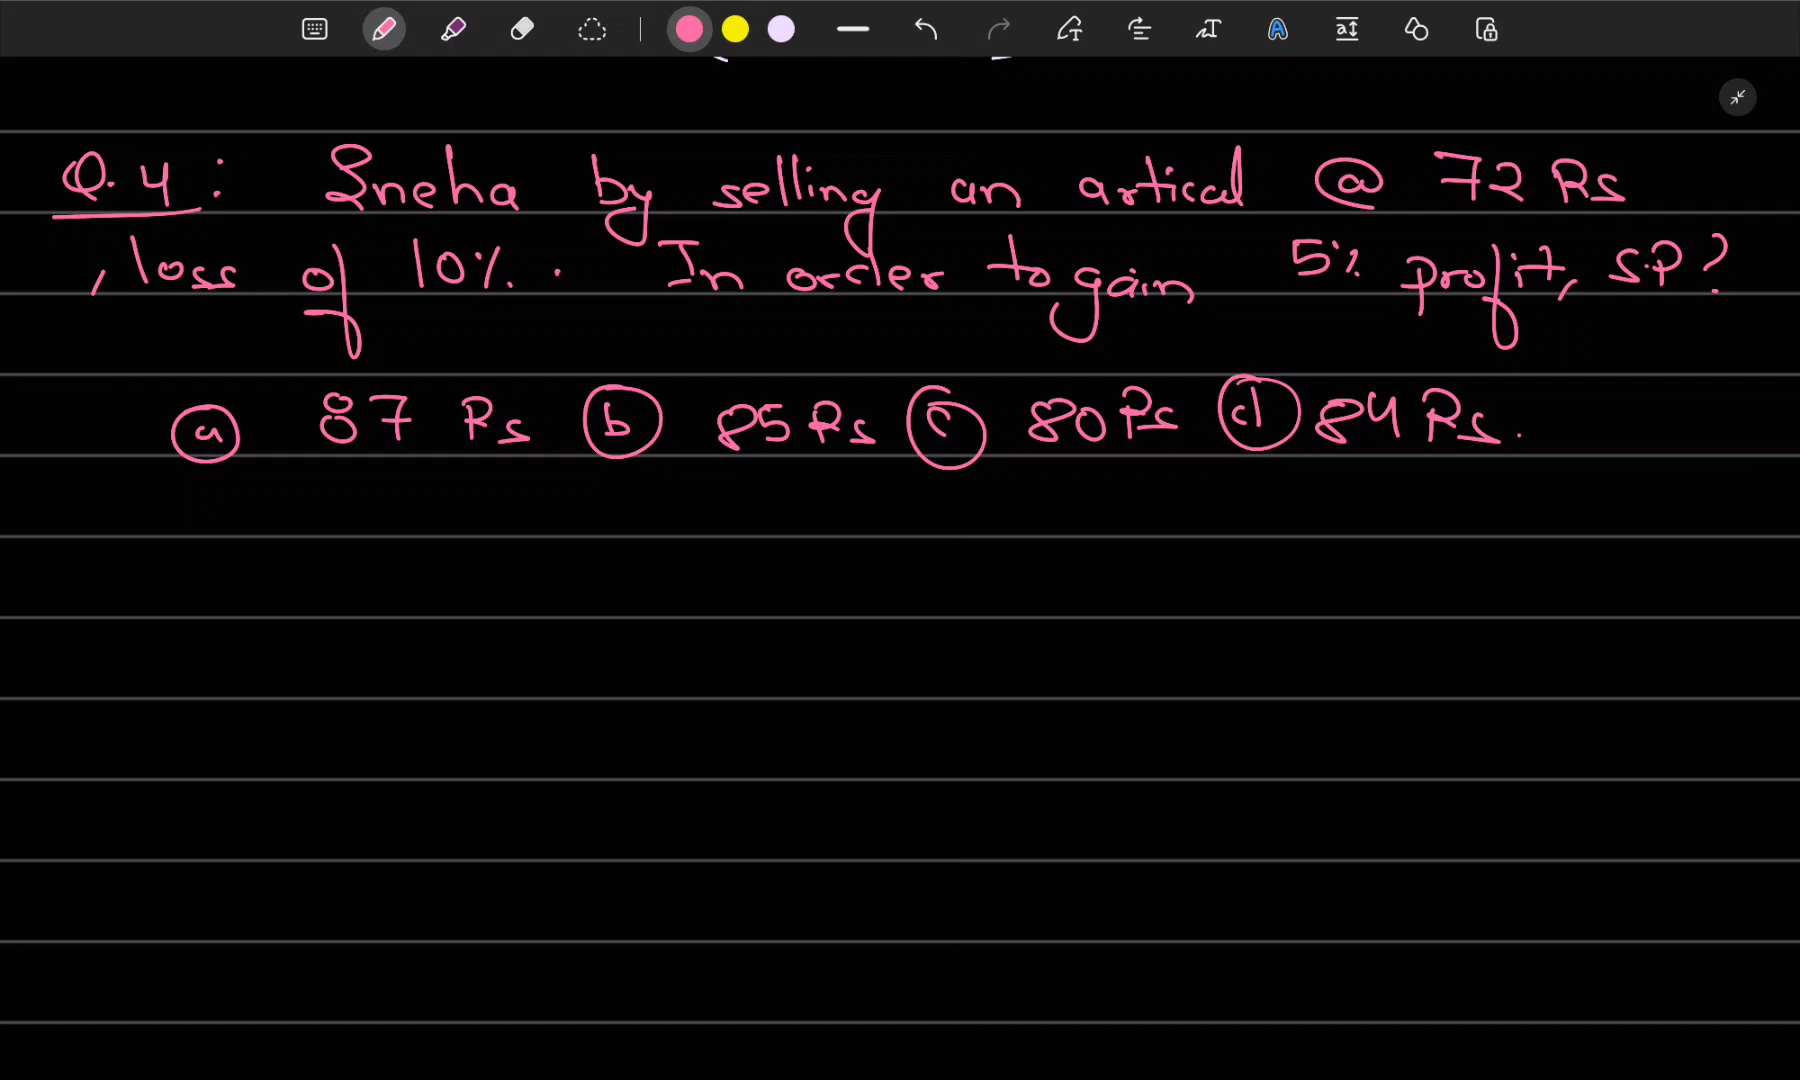 Q.4 : Sneha by selling an artical @ 72 Rs
, loss of 10%. In order to gain 5% profit, S.P?
a 87 Rs b 85 Rs c 80 Rs d 84 Rs.